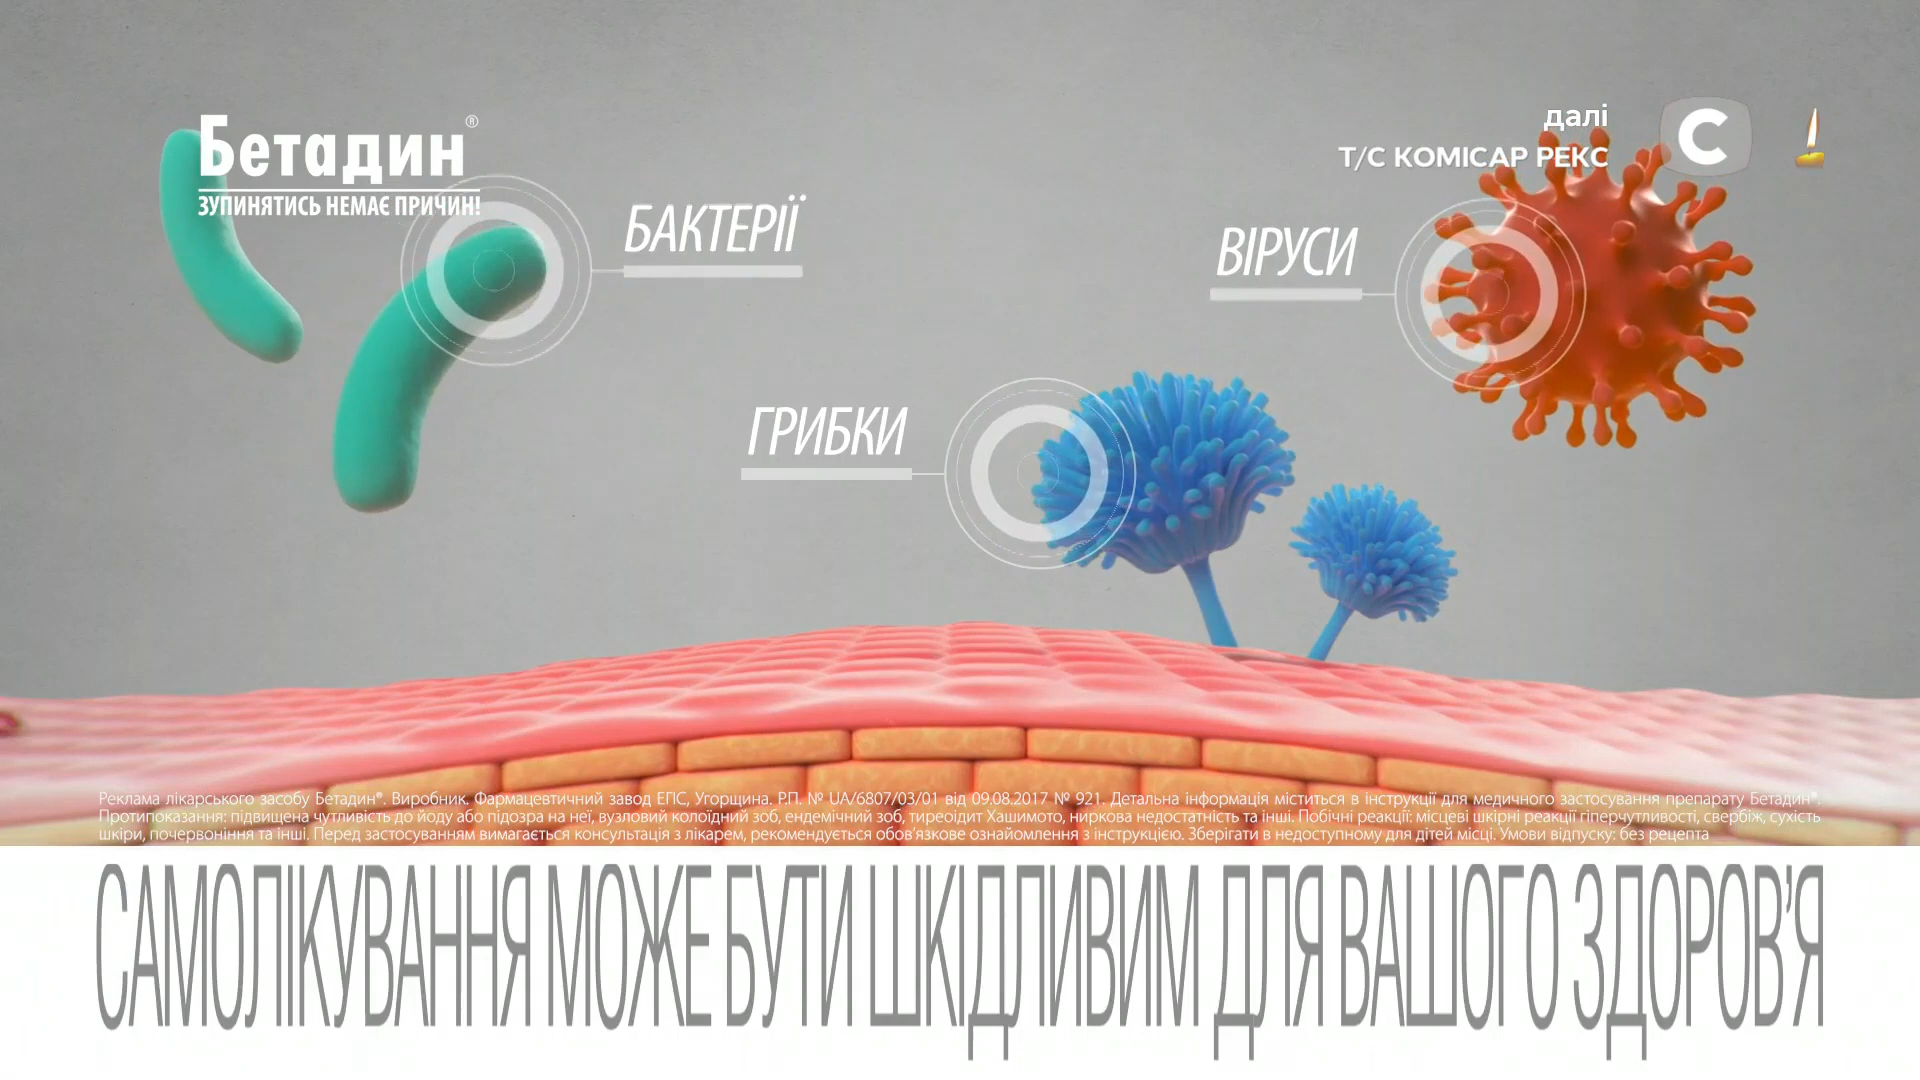 Бетадин®
ЗУПИНЯТИСЬ НЕМАЄ ПРИЧИН!
далі
Т/С КОМІСАР РЕКС
С
БАКТЕРІЇ
ВІРУСИ
ГРИБКИ
Реклама лікарського засобу Бетадин®. Виробник. Фармацевтичний завод ЕГІС, Угорщина. Р.П. № UA/6807/03/01 від 09.08.2017 № 921. Детальна інформація міститься в інструкції для медичного застосування препарату Бетадин®.
Протипоказання: підвищена чутливість до йоду або підозра на неї, вузловий колоїдний зоб, ендемічний зоб, тиреоїдит Хашимото, ниркова недостатність та інші. Побічні реакції: місцеві шкірні реакції гіперчутливості, свербіж, сухість
шкіри, почервоніння та інші. Перед застосуванням вимагається консультація з лікарем, рекомендується обов'язкове ознайомлення з інструкцією. Зберігати в недоступному для дітей місці. Умови відпуску: без рецепта
САМОЛІКУВАННЯ МОЖЕ БУТИ ШКІДЛИВИМ ДЛЯ ВАШОГО ЗДОРОВ'Я